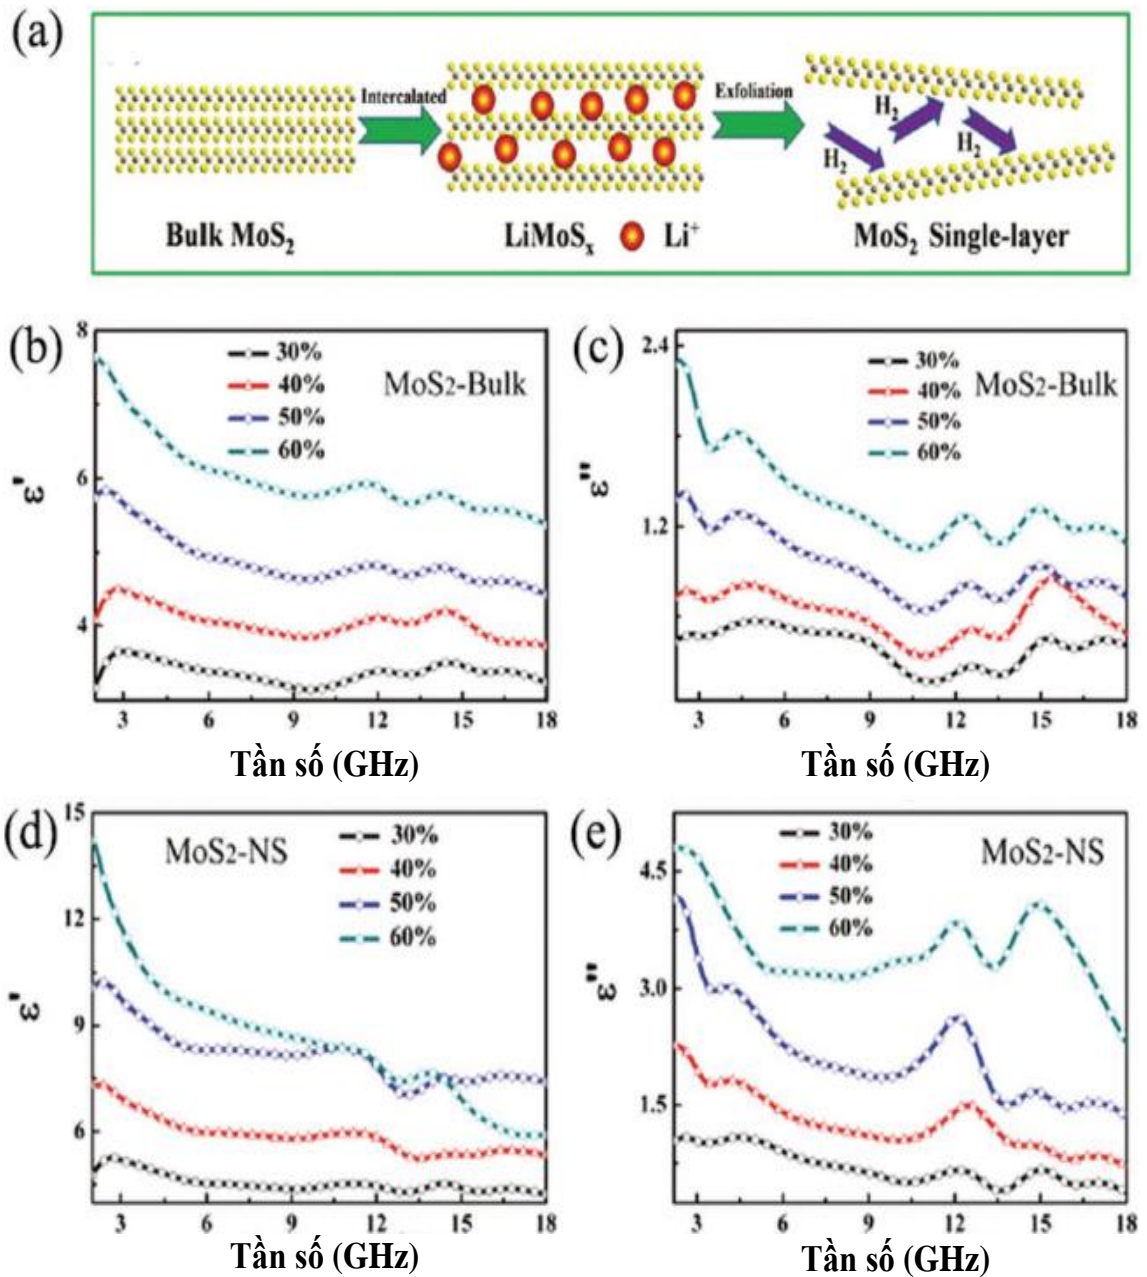 (a)
Intercalated
Exfoliation
H2
H2
H2
Bulk MoS2
LiMoSx
Li+
MoS2 Single-layer
(b)
8
6
4
ε'
30%
40%
50%
60%
MoS2-Bulk
3 6 9 12 15 18
Tần số (GHz)
(c)
2.4
1.2
ε"
30%
40%
50%
60%
MoS2-Bulk
3 6 9 12 15 18
Tần số (GHz)
(d)
15
12
9
6
ε'
MoS2-NS
30%
40%
50%
60%
3 6 9 12 15 18
Tần số (GHz)
(e)
4.5
3.0
1.5
ε"
30%
40%
50%
60%
MoS2-NS
3 6 9 12 15 18
Tần số (GHz)